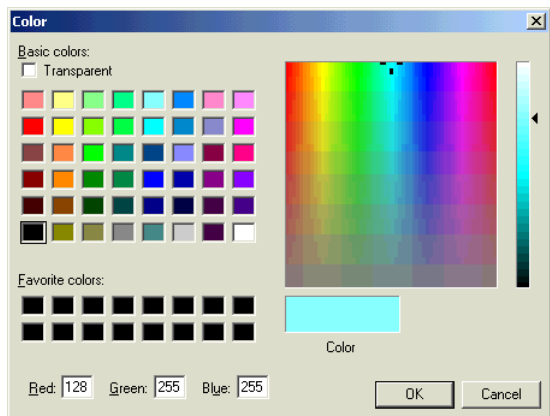 Color
Basic colors:
Transparent
Favorite colors:
Color
Red: 128 Green: 255 Blue: 255
OK Cancel